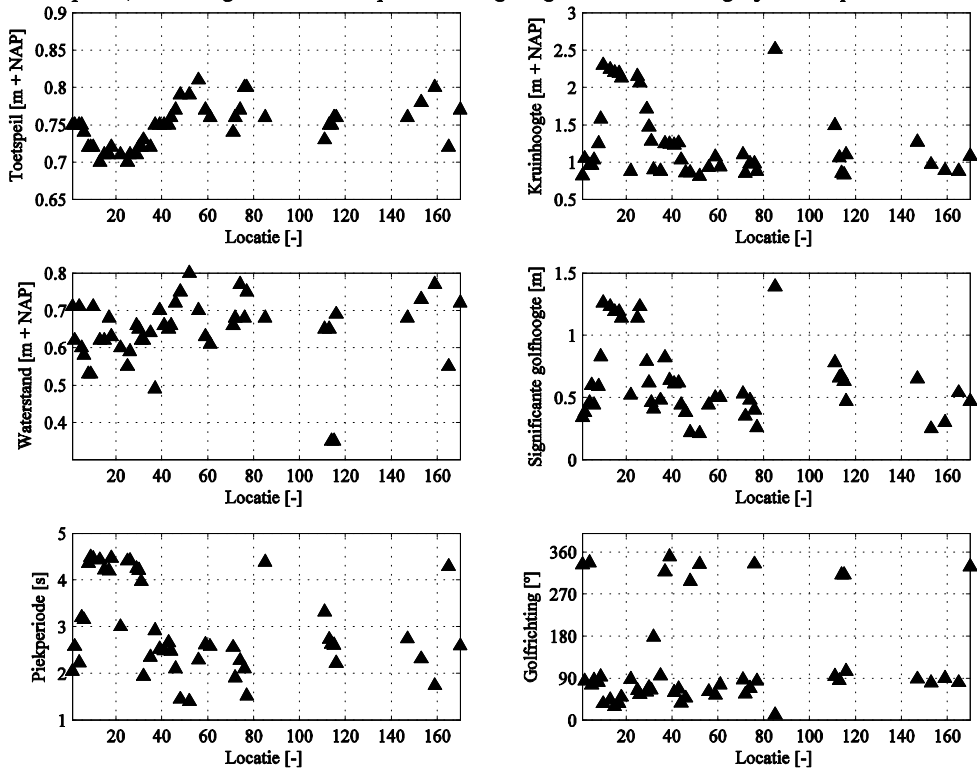 0.9
0.85
0.8
0.75
0.7
0.65
Toetspeil [m + NAP]
20 40 60 80 100 120 140 160
Locatie [-]
3
2.5
2
1.5
1
0.5
Kruinhoogte [m + NAP]
20 40 60 80 100 120 140 160
Locatie [-]
0.8
0.7
0.6
0.5
0.4
Waterstand [m + NAP]
20 40 60 80 100 120 140 160
Locatie [-]
1.5
1
0.5
0
Significante golfhoogte [m]
20 40 60 80 100 120 140 160
Locatie [-]
5
4
3
2
1
Piekperiode [s]
20 40 60 80 100 120 140 160
Locatie [-]
360
270
180
90
0
Golfrichting [°]
20 40 60 80 100 120 140 160
Locatie [-]